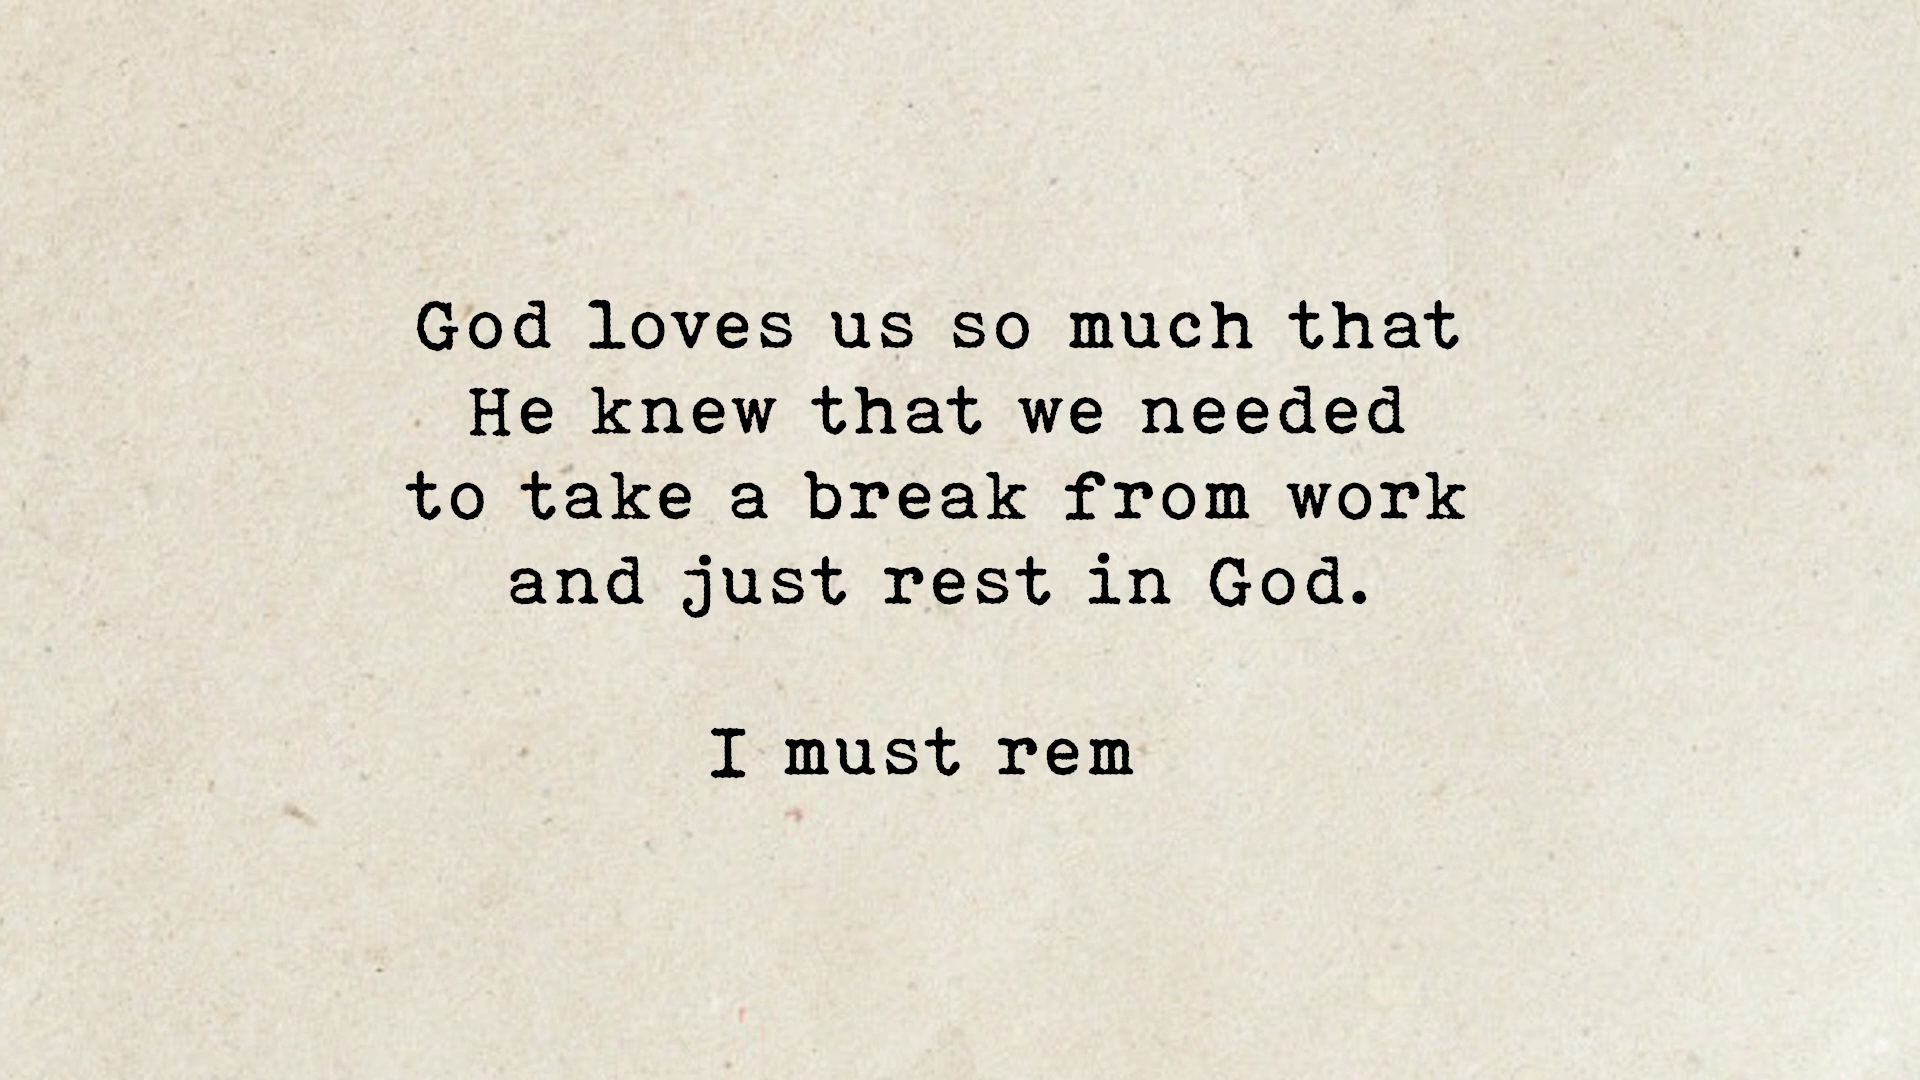 God loves us so much that
He knew that we needed
to take a break from work
and just rest in God.
I must rem